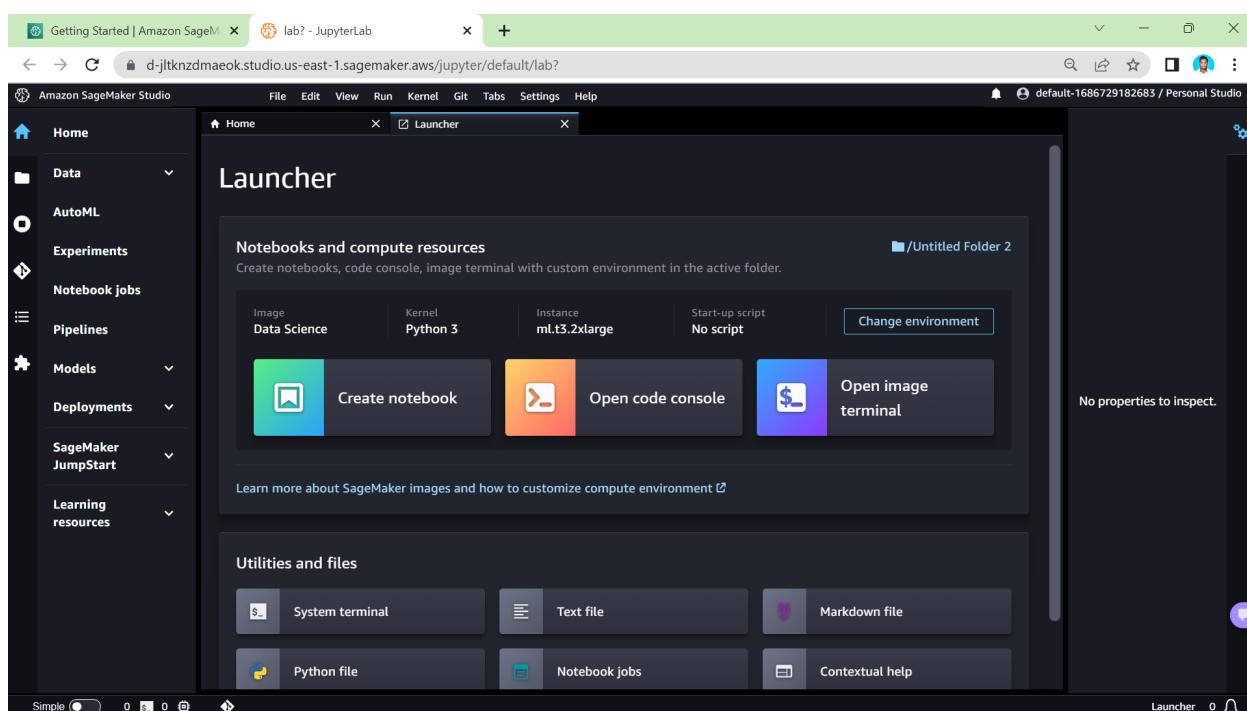 Getting Started | Amazon SageM
lab? - JupyterLab
d-jltknzdmaeok.studio.us-east-1.sagemaker.aws/jupyter/default/lab?
Amazon SageMaker Studio
File Edit View Run Kernel Git Tabs Settings Help
default-1686729182683 / Personal Studio
Home
Data
AutoML
Experiments
Notebook jobs
Pipelines
Models
Deployments
SageMaker
JumpStart
Learning
resources
Home
Launcher
Launcher
Notebooks and compute resources
/Untitled Folder 2
Create notebooks, code console, image terminal with custom environment in the active folder.
Image
Data Science
Kernel
Python 3
Instance
ml.t3.2xlarge
Start-up script
No script
Change environment
Create notebook
Open code console
$_
Open image
terminal
Learn more about SageMaker images and how to customize compute environment
Utilities and files
$_
System terminal
Text file
Markdown file
Python file
Notebook jobs
Contextual help
No properties to inspect.
Simple
0
$_
0
Launcher
0